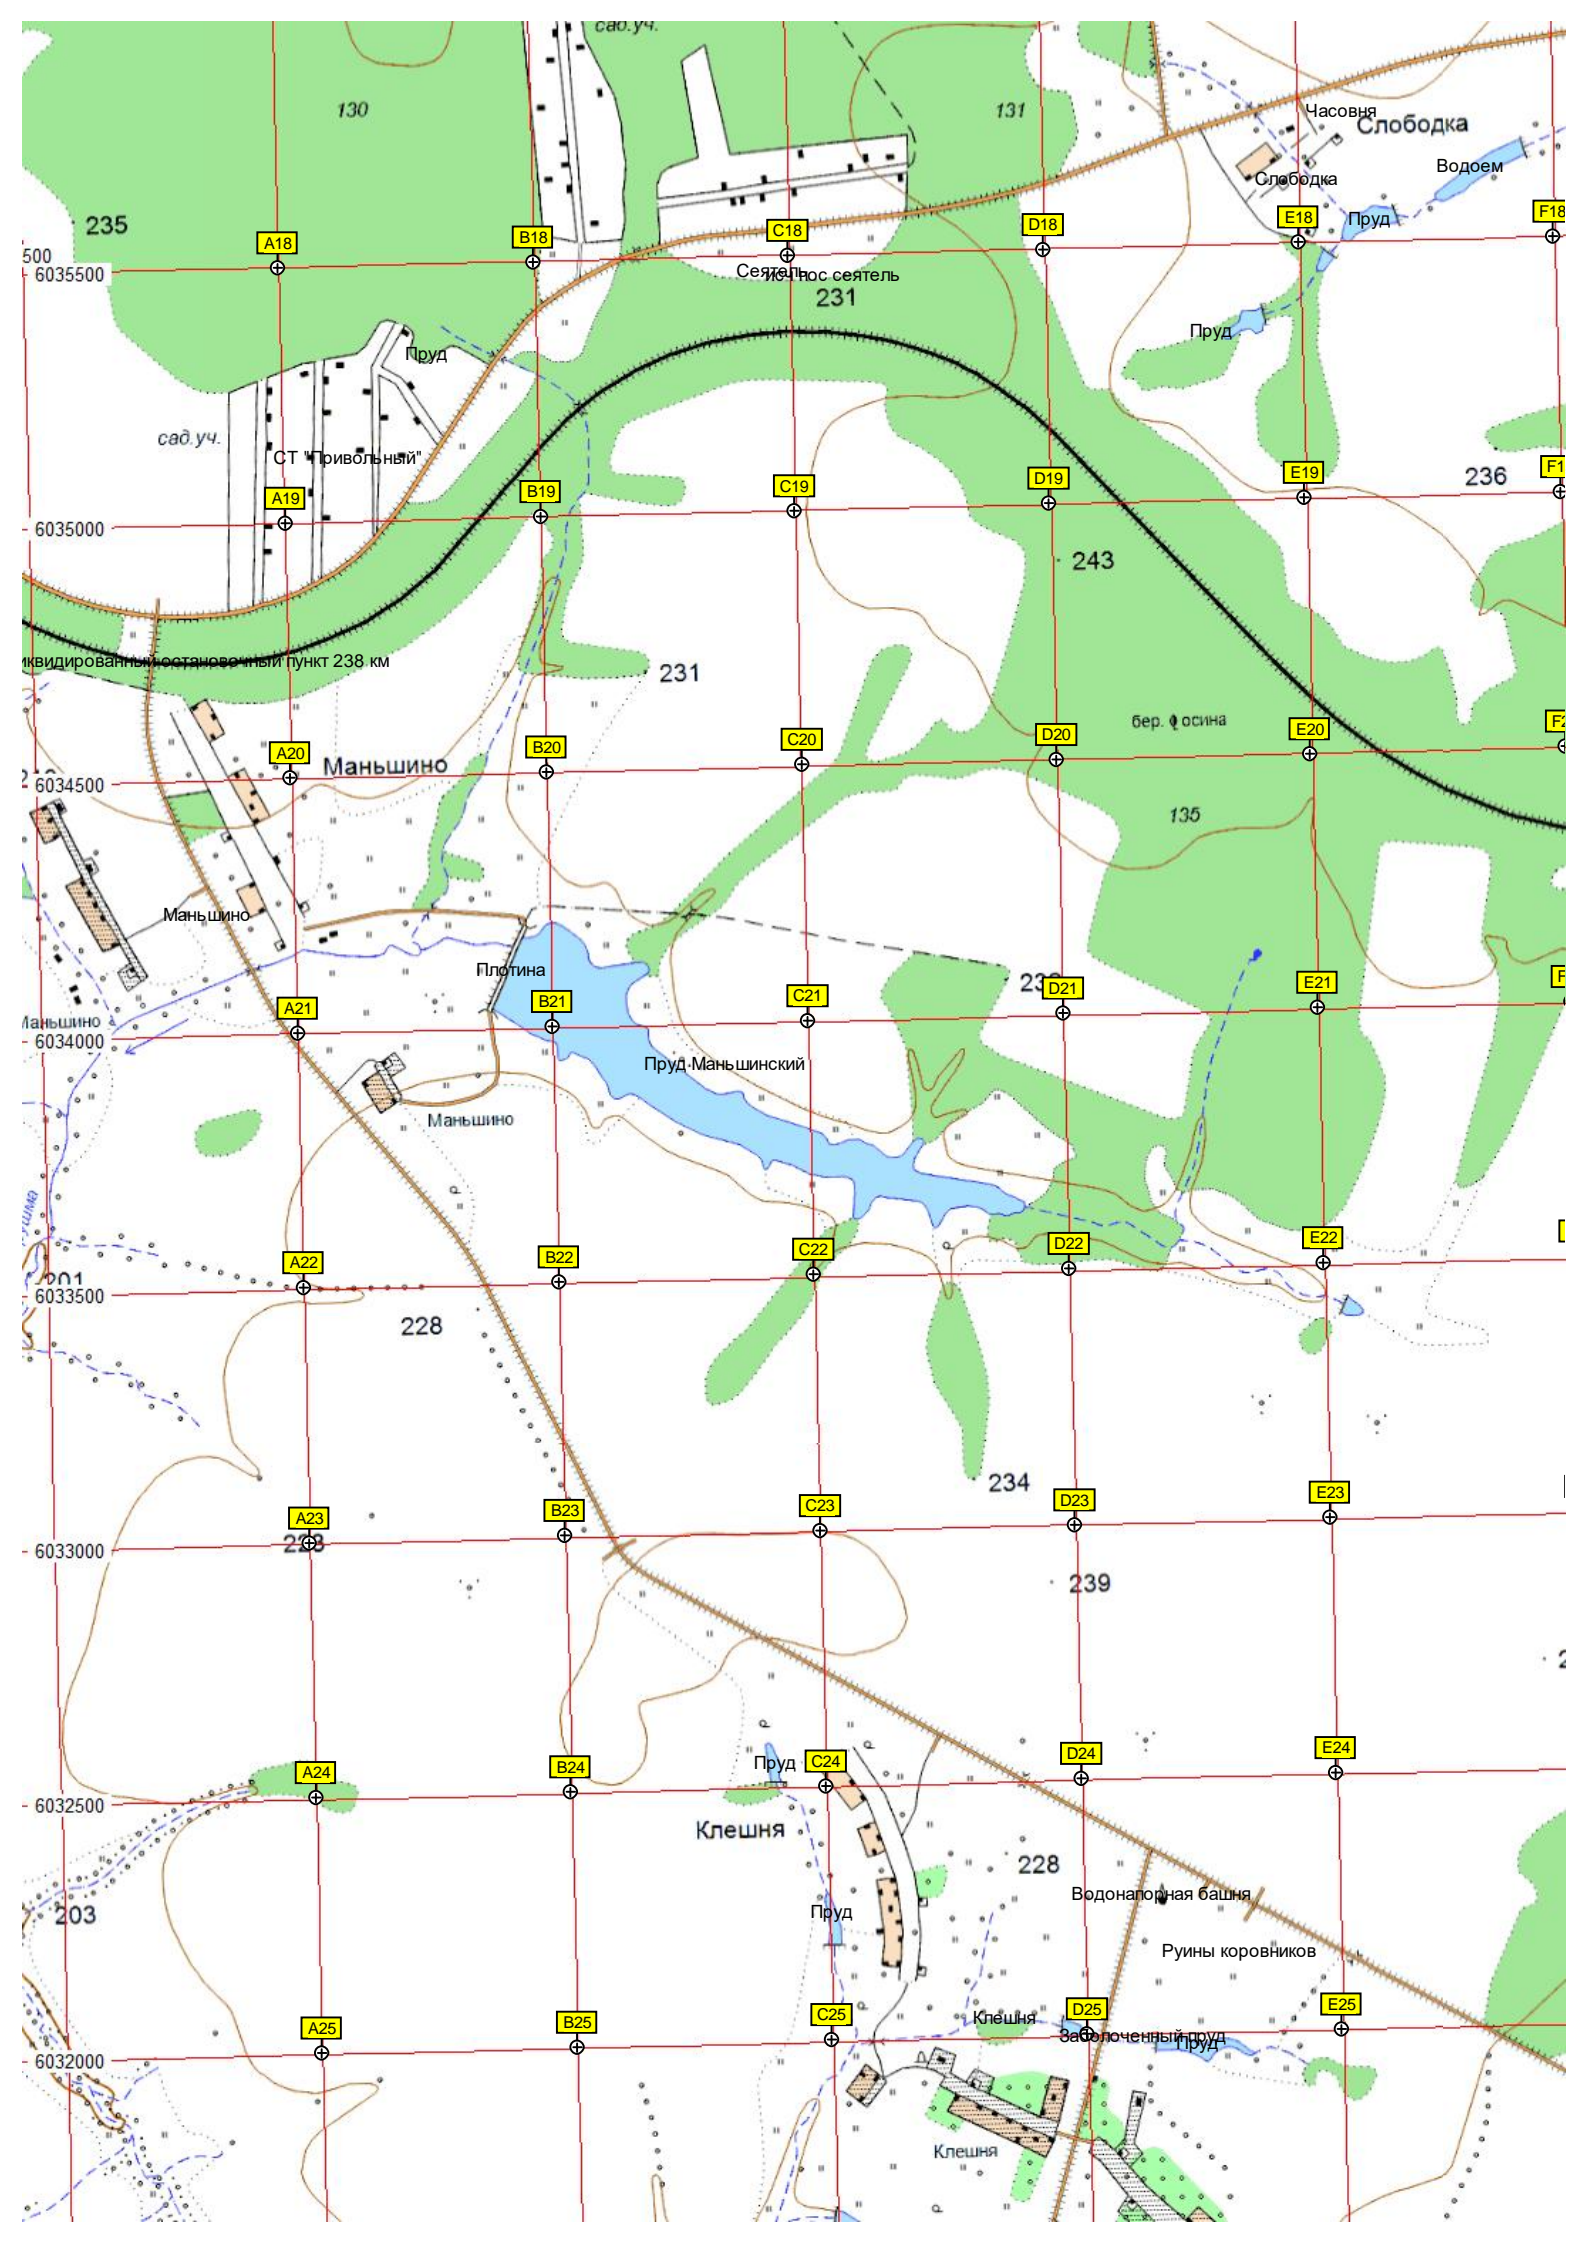 сад.уч.
130
131
Часовня
Слободка
Водоем
Слободка
235
Пруд
A18
B18
C18
D18
E18
F18
500
6035500
Сеятель
231
Пруд
Пруд
сад.уч.
СТ "Привольный"
236
A19
B19
C19
D19
E19
F1
6035000
243
иквидированный остановочный пункт 238 км
231
бер. осина
A20
B20
C20
D20
E20
F2
Маньшино
6034500
135
Маньшино
Плотина
A21
B21
C21
D21
E21
F
Маньшино
6034000
Пруд Маньшинский
Маньшино
A22
B22
C22
D22
E22
201
6033500
228
234
A23
B23
C23
D23
E23
6033000
239
A24
B24
Пруд
C24
D24
E24
6032500
Клешня
228
Водонапорная башня
203
Пруд
Руины коровников
A25
B25
C25
Клешня
D25
E25
Заболоченный пруд
Пруд
6032000
Клешня